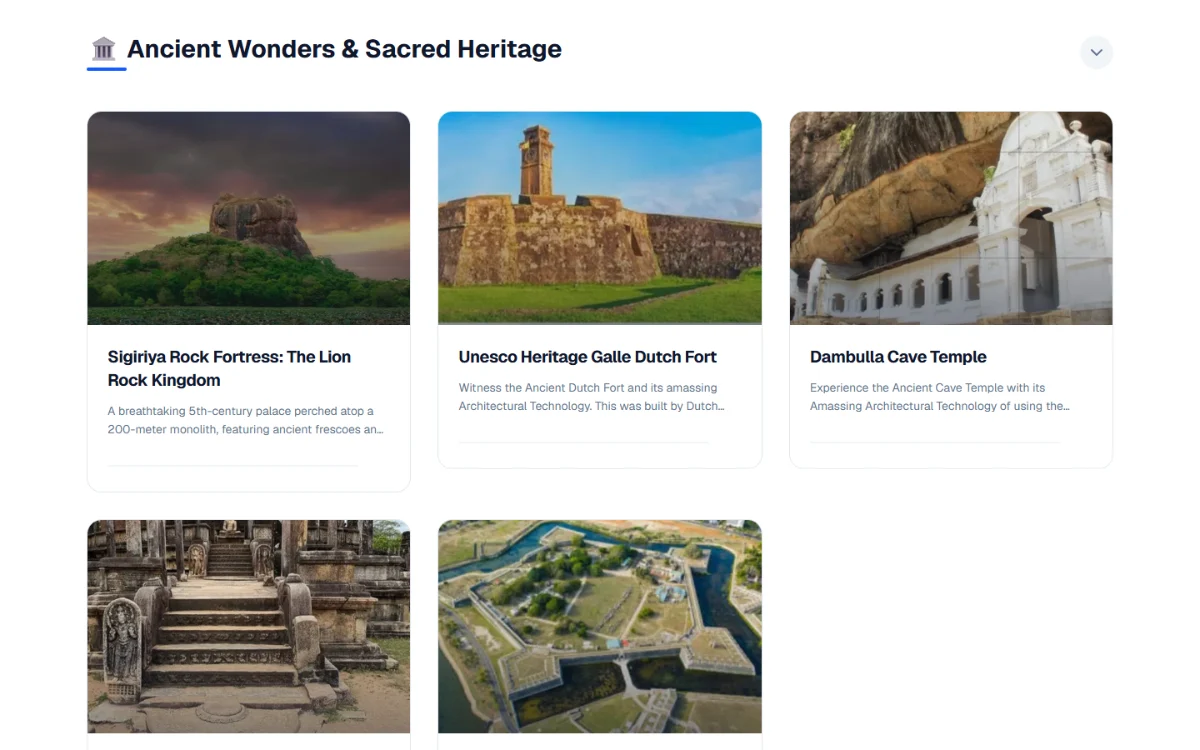 Ancient Wonders & Sacred Heritage
Sigiriya Rock Fortress: The Lion
Rock Kingdom
A breathtaking 5th-century palace perched atop a
200-meter monolith, featuring ancient frescoes an...
Unesco Heritage Galle Dutch Fort
Witness the Ancient Dutch Fort and its amassing
Architectural Technology. This was built by Dutch...
Dambulla Cave Temple
Experience the Ancient Cave Temple with its
Amassing Architectural Technology of using the...